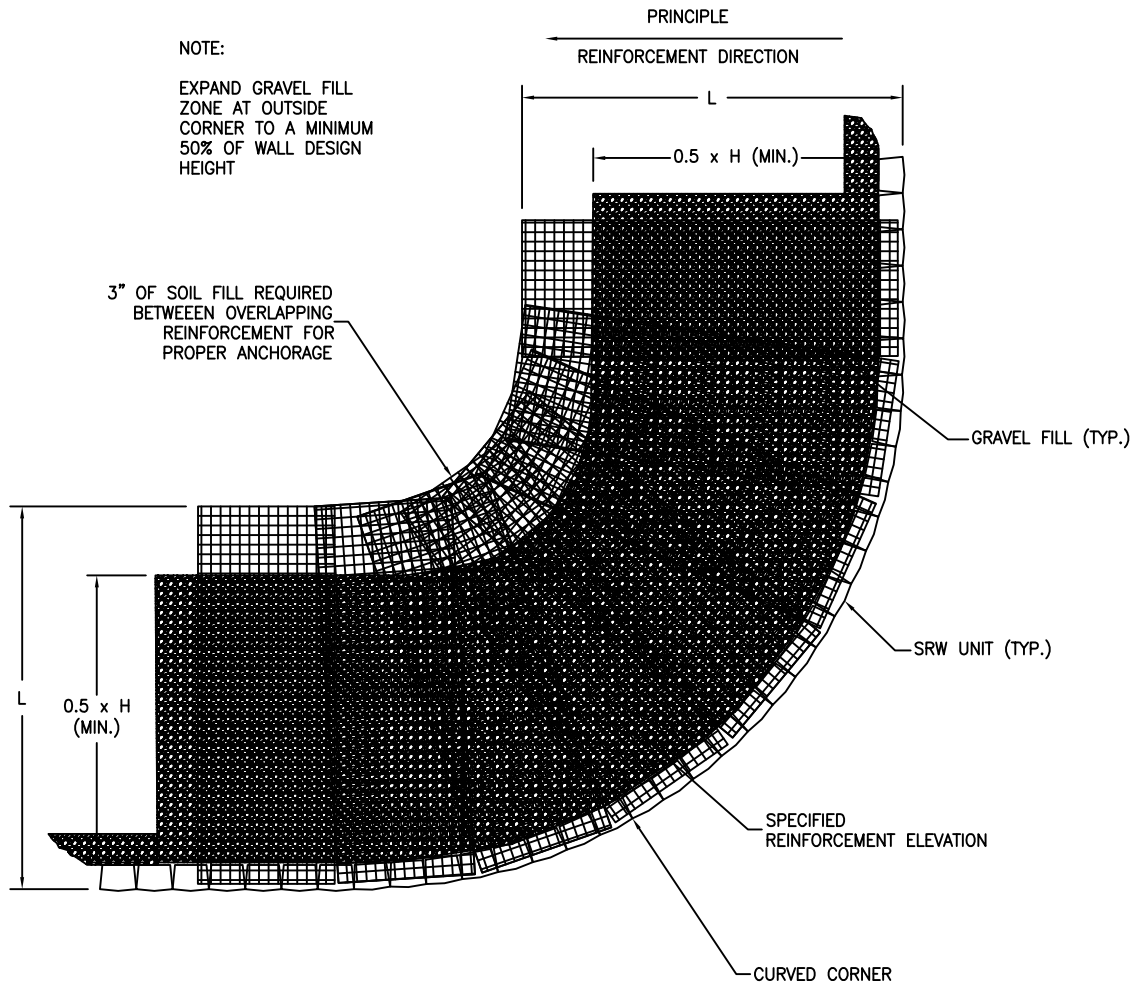 PRINCIPLE
REINFORCEMENT DIRECTION
NOTE:
EXPAND GRAVEL FILL
ZONE AT OUTSIDE
CORNER TO A MINIMUM
50% OF WALL DESIGN
HEIGHT
L
0.5 x H (MIN.)
3" OF SOIL FILL REQUIRED
BETWEEEN OVERLAPPING
REINFORCEMENT FOR
PROPER ANCHORAGE
GRAVEL FILL (TYP.)
SRW UNIT (TYP.)
L
0.5 x H
(MIN.)
SPECIFIED
REINFORCEMENT ELEVATION
CURVED CORNER